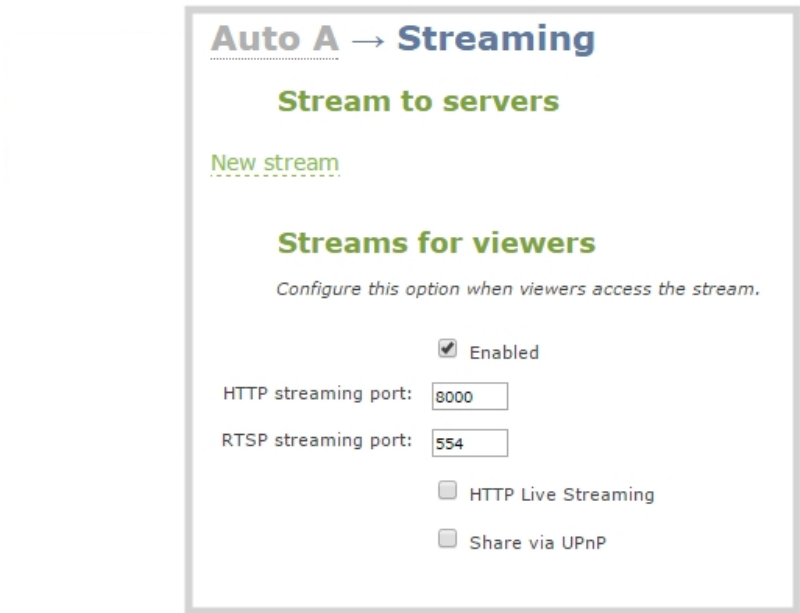 Auto A → Streaming
Stream to servers
New stream
Streams for viewers
Configure this option when viewers access the stream.
Enabled
HTTP streaming port: 8000
RTSP streaming port: 554
HTTP Live Streaming
Share via UPnP